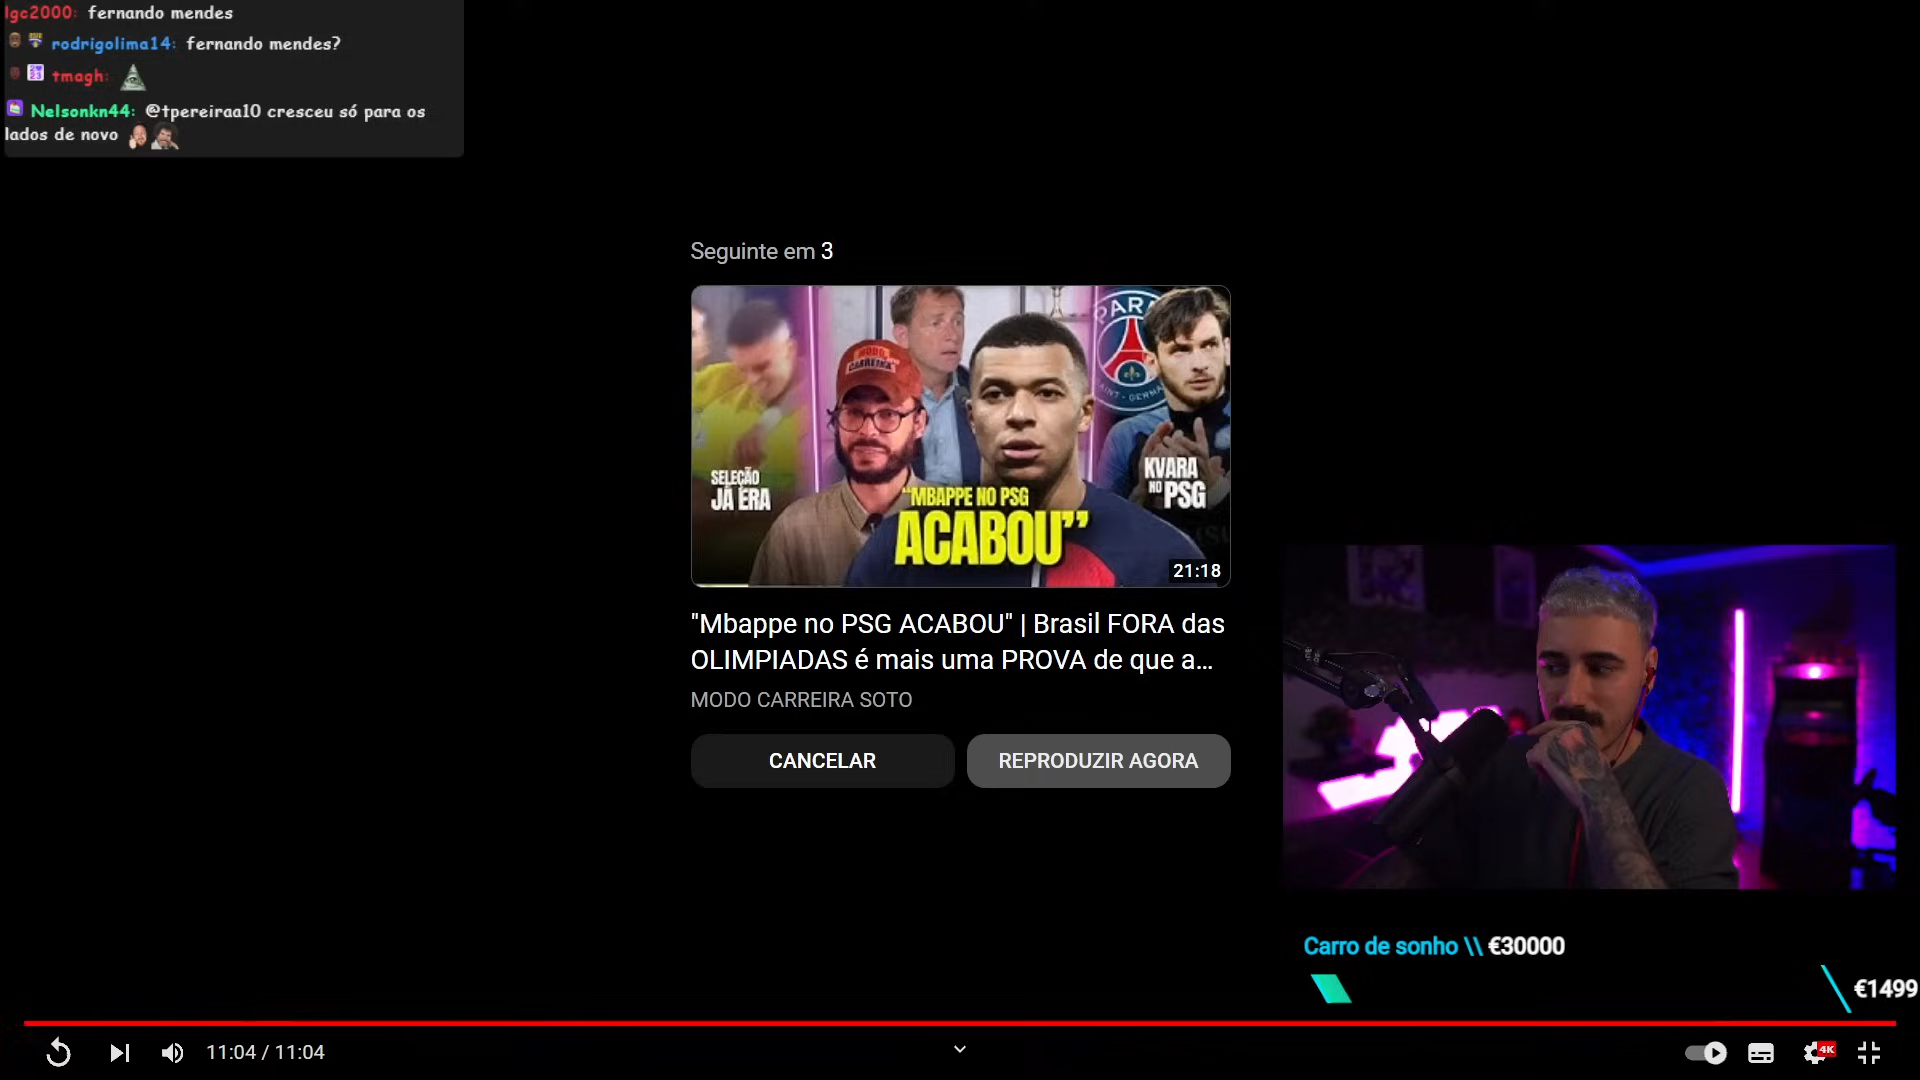 lgc2000: fernando mendes
rodrigolima14: fernando mendes?
tmagh:
Nelsonkn44: @tpereiraa10 cresceu só para os
lados de novo
Seguinte em 3
MODO
CARREIRA
SELEÇÃO
JÁ ERA
"MBAPPE NO PSG
ACABOU"
KVARA
NO PSG
21:18
"Mbappe no PSG ACABOU" | Brasil FORA das
OLIMPIADAS é mais uma PROVA de que a...
MODO CARREIRA SOTO
CANCELAR
REPRODUZIR AGORA
Carro de sonho \\ €30000
€1499
11:04 / 11:04
4K